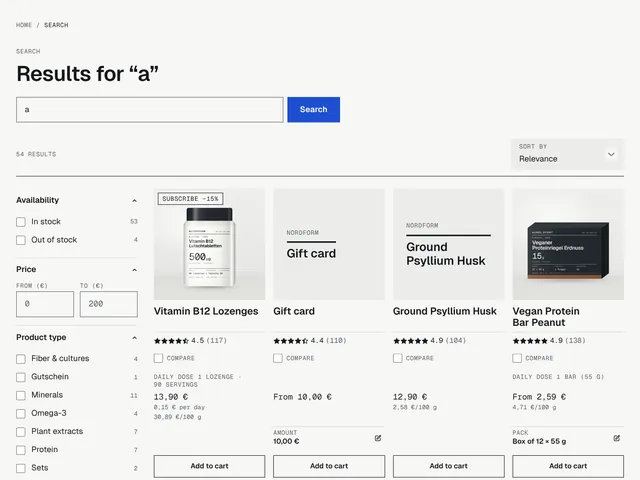 HOME / SEARCH
SEARCH
Results for “a”
a
Search
54 RESULTS
SORT BY
Relevance
Availability
In stock 53
Out of stock 4
Price
FROM (€) TO (€)
0 200
Product type
Fiber & cultures 4
Gutschein 1
Minerals 11
Omega-3 4
Plant extracts 7
Protein 7
Sets 2
SUBSCRIBE −15%
Vitamin B12
Lutschtabletten
500
Vitamin B12 Lozenges
4.5 (117)
COMPARE
DAILY DOSE 1 LOZENGE ·
90 SERVINGS
13,90 €
0,15 € per day
30,89 €/100 g
Add to cart
NORDFORM
Gift card
Gift card
4.4 (110)
COMPARE
From 10,00 €
AMOUNT
10,00 €
Add to cart
NORDFORM
Ground
Psyllium Husk
Ground Psyllium Husk
4.9 (104)
COMPARE
12,90 €
2,58 €/100 g
Add to cart
Veganer
Proteinriegel Erdnuss
15
Vegan Protein
Bar Peanut
4.9 (138)
COMPARE
DAILY DOSE 1 BAR (55 G)
From 2,59 €
4,71 €/100 g
PACK
Box of 12 × 55 g
Add to cart